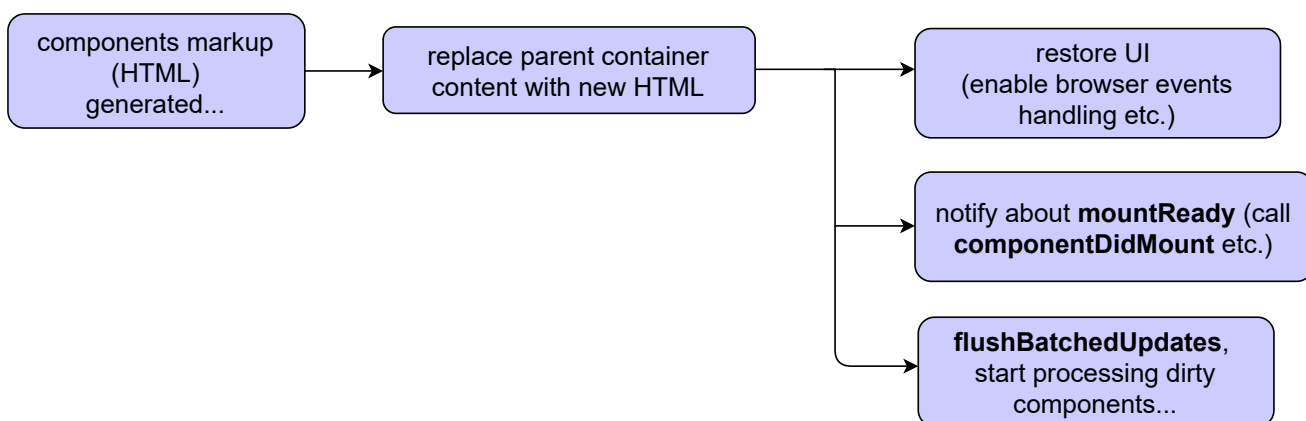 components markup
(HTML)
generated...
replace parent container
content with new HTML
restore UI
(enable browser events
handling etc.)
notify about mountReady (call
componentDidMount etc.)
flushBatchedUpdates,
start processing dirty
components...